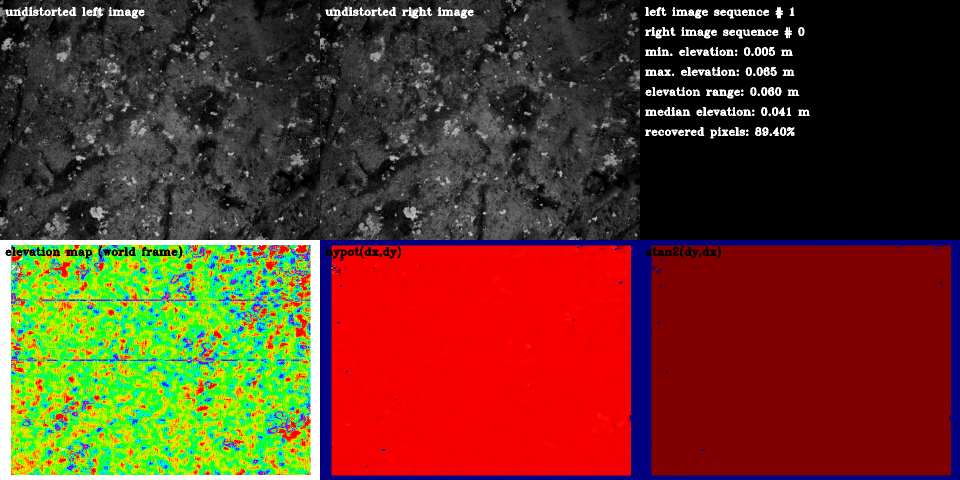 undistorted left image
undistorted right image
left image sequence # 1
right image sequence # 0
min. elevation: 0.005 m
max. elevation: 0.065 m
elevation range: 0.060 m
median elevation: 0.041 m
recovered pixels: 89.40%
elevation map (world frame)
hypot(dx,dy)
atan2(dy,dx)